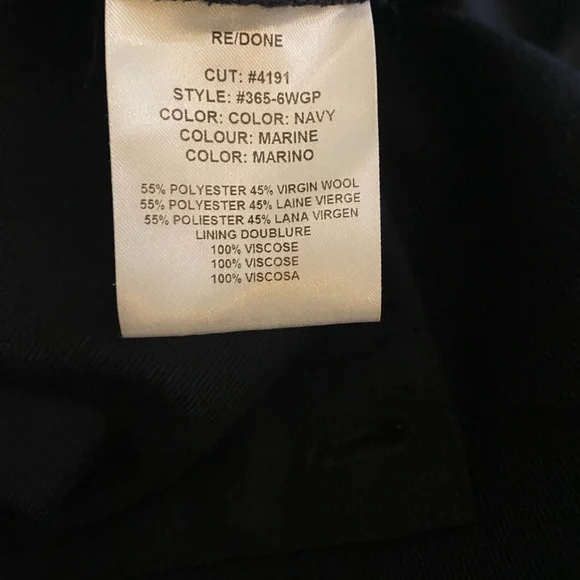 RE/DONE
CUT: #4191
STYLE: #365-6WGP
COLOR: COLOR: NAVY
COLOUR: MARINE
COLOR: MARINO
55% POLYESTER 45% VIRGIN WOOL
55% POLYESTER 45% LAINE VIERGE
55% POLIESTER 45% LANA VIRGEN
LINING DOUBLURE
100% VISCOSE
100% VISCOSE
100% VISCOSA